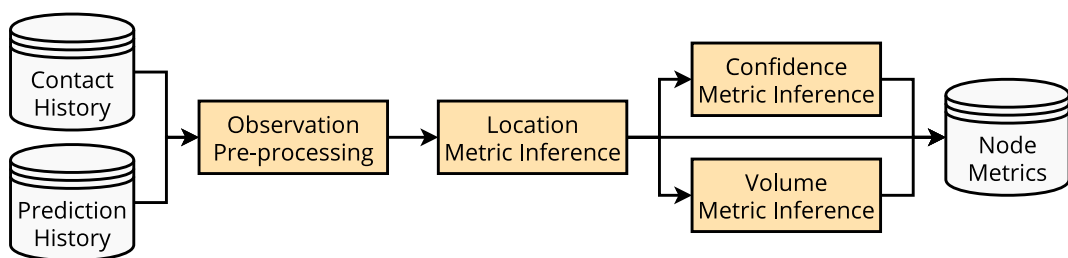 Contact
History
Prediction
History
Observation
Pre-processing
Location
Metric Inference
Confidence
Metric Inference
Volume
Metric Inference
Node
Metrics